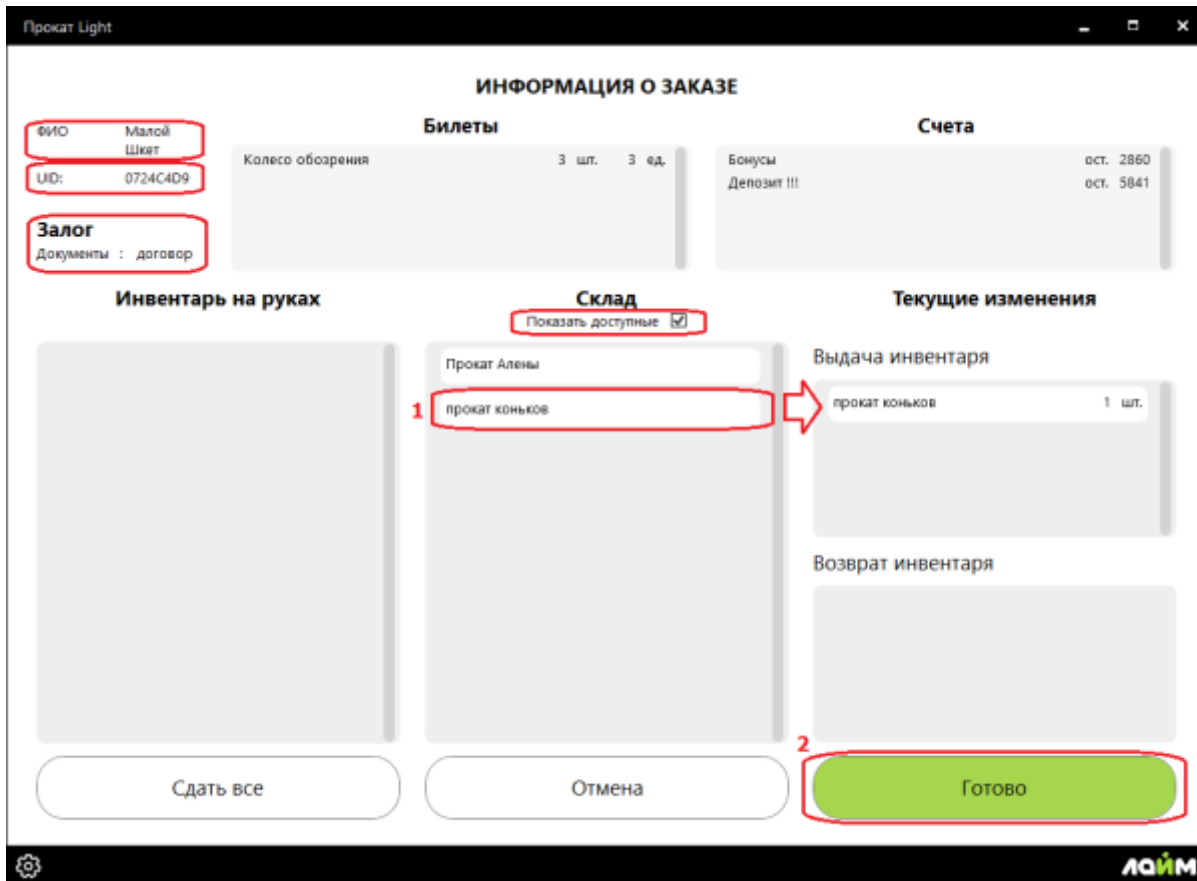 Прокат Light
ИНФОРМАЦИЯ О ЗАКАЗЕ
ФИО Малой
Шкет
UID: 0724C4D9
Залог
Документы : договор
Билеты
Колесо обозрения 3 шт. 3 ед.
Счета
Бонусы ост. 2860
Депозит !!! ост. 5841
Инвентарь на руках
Склад
Показать доступные
Прокат Алены
1 прокат коньков
Текущие изменения
Выдача инвентаря
прокат коньков 1 шт.
Возврат инвентаря
2
Сдать все
Отмена
Готово
лайм